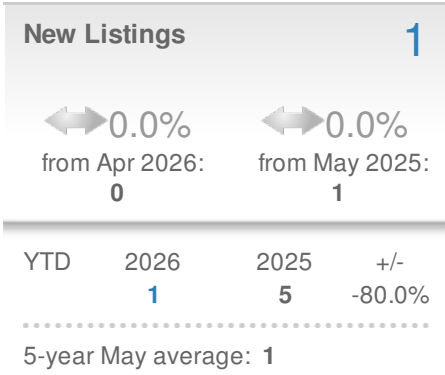 New Listings 1
0.0% 0.0%
from Apr 2026: from May 2025:
0 1
YTD 2026 2025 +/-
1 5 -80.0%
5-year May average: 1